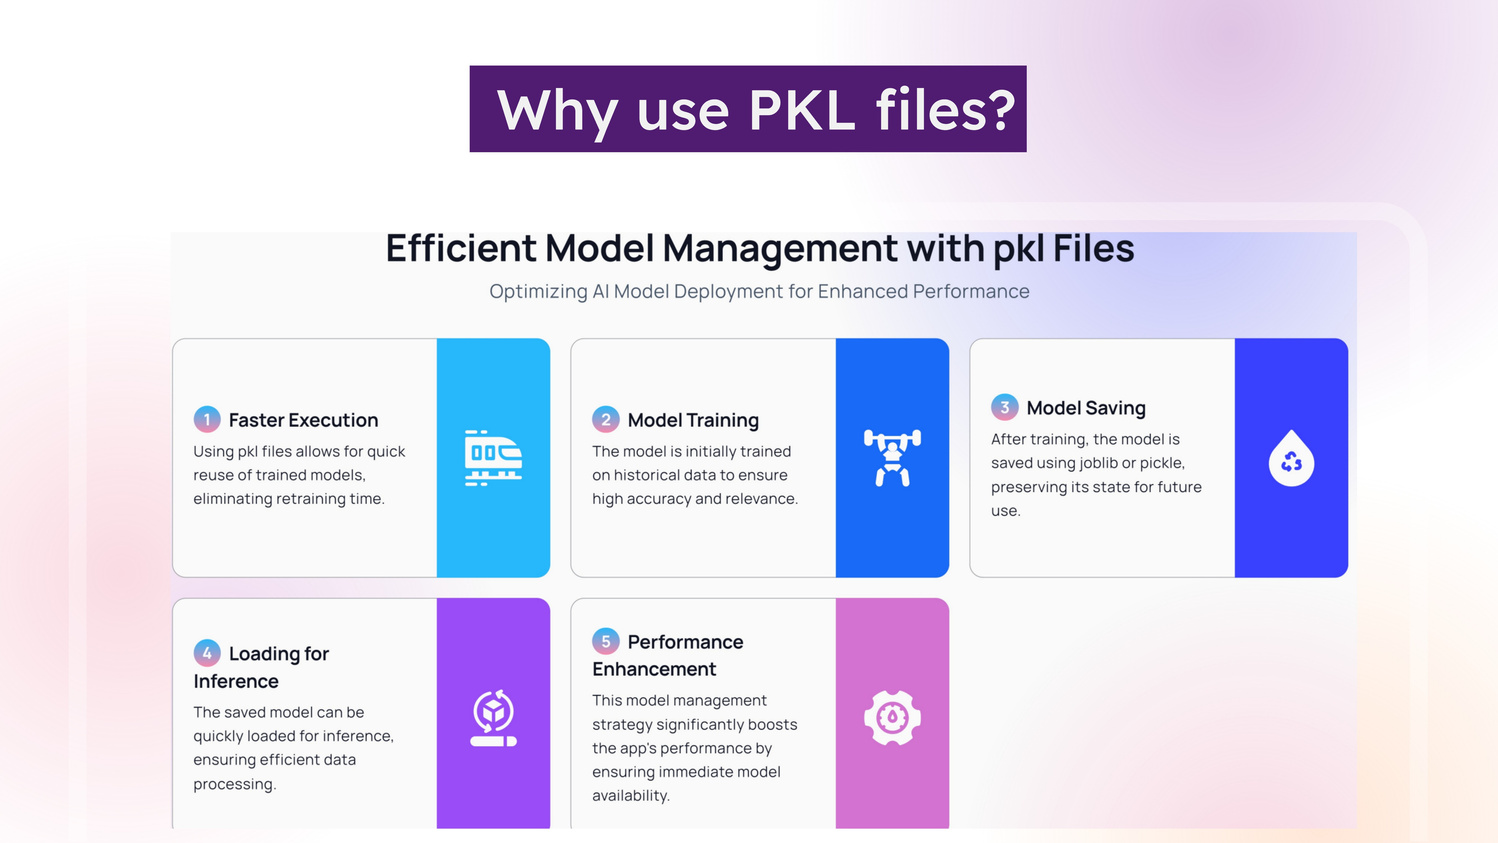 Why use PKL files?
Efficient Model Management with pkl Files
Optimizing AI Model Deployment for Enhanced Performance
1 Faster Execution
Using pkl files allows for quick
reuse of trained models,
eliminating retraining time.
2 Model Training
The model is initially trained
on historical data to ensure
high accuracy and relevance.
3 Model Saving
After training, the model is
saved using joblib or pickle,
preserving its state for future
use.
4 Loading for
Inference
The saved model can be
quickly loaded for inference,
ensuring efficient data
processing.
5 Performance
Enhancement
This model management
strategy significantly boosts
the app's performance by
ensuring immediate model
availability.